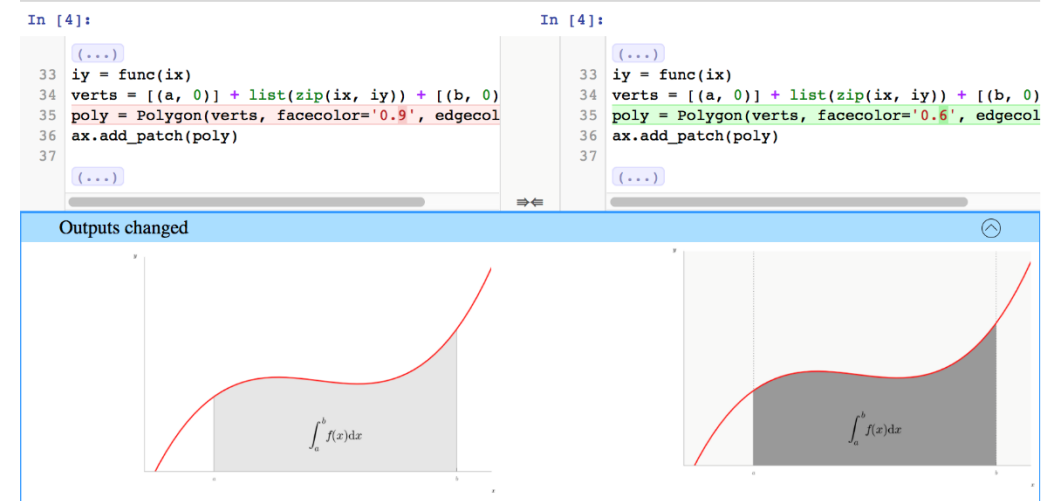 In [4]:
(...)
33 iy = func(ix)
34 verts = [(a, 0)] + list(zip(ix, iy)) + [(b, 0)
35 poly = Polygon(verts, facecolor='0.9', edgecol
36 ax.add_patch(poly)
37
(...)
In [4]:
(...)
33 iy = func(ix)
34 verts = [(a, 0)] + list(zip(ix, iy)) + [(b, 0)
35 poly = Polygon(verts, facecolor='0.6', edgecol
36 ax.add_patch(poly)
37
(...)
Outputs changed
∫ₐᵇ f(x)dx
∫ₐᵇ f(x)dx